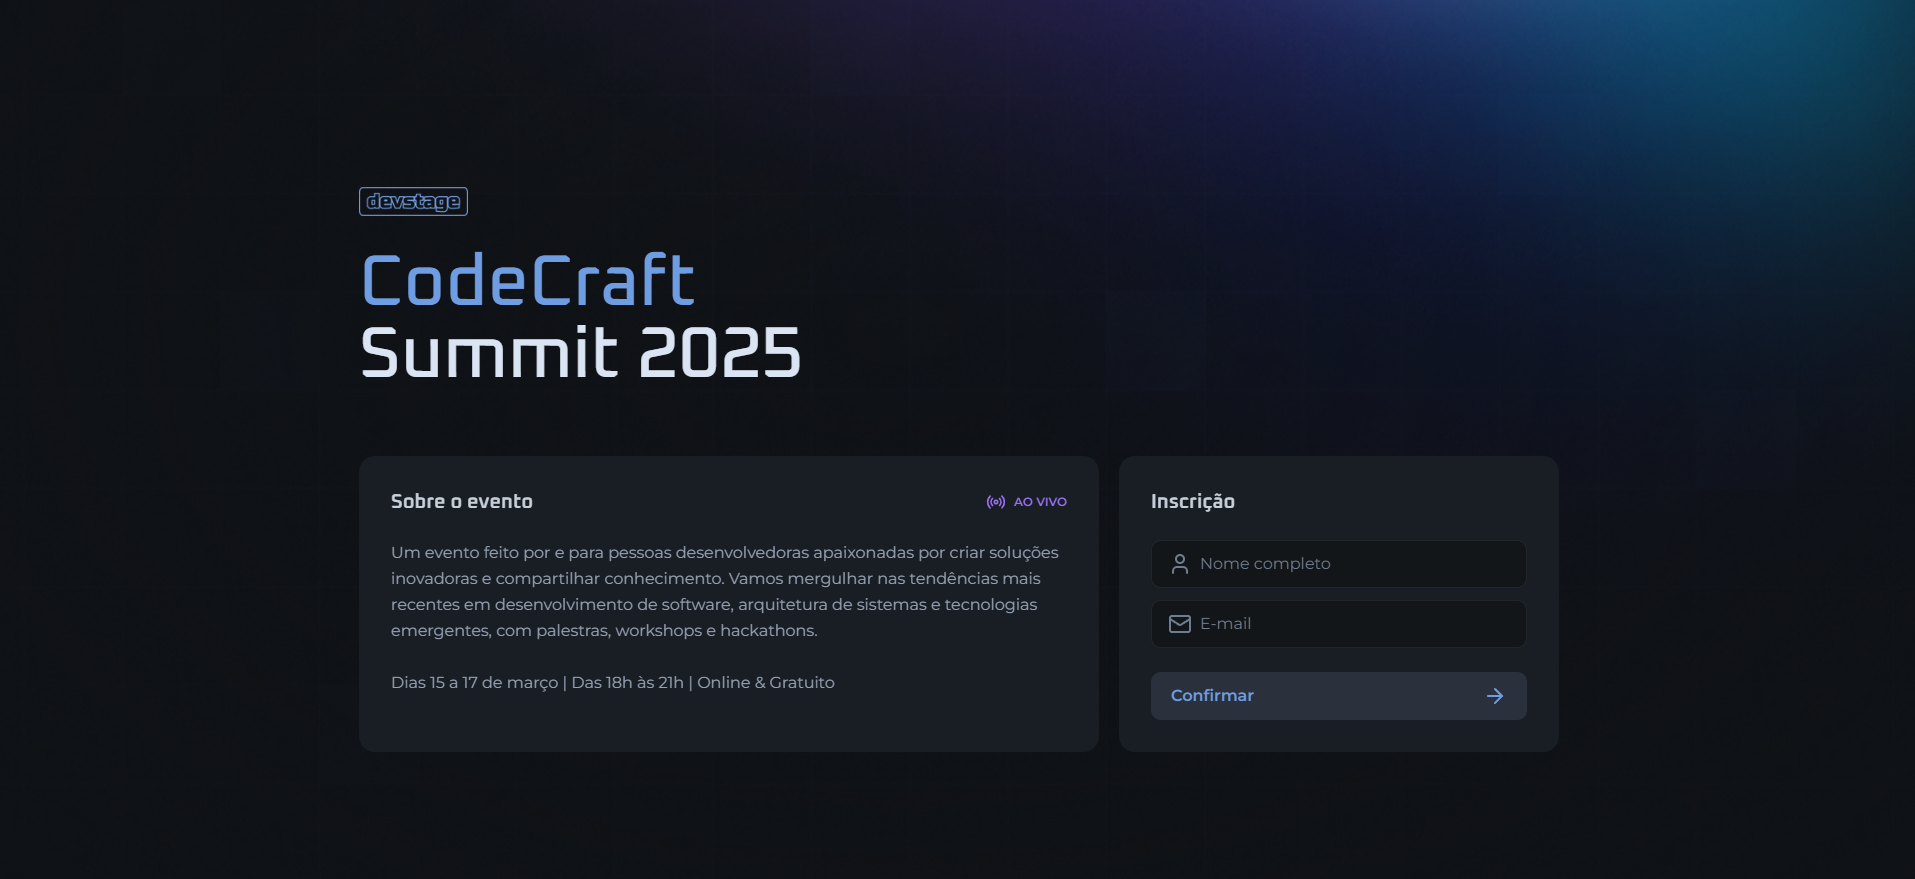 devstage
CodeCraft
Summit 2025
Sobre o evento
AO VIVO
Um evento feito por e para pessoas desenvolvedoras apaixonadas por criar soluções
inovadoras e compartilhar conhecimento. Vamos mergulhar nas tendências mais
recentes em desenvolvimento de software, arquitetura de sistemas e tecnologias
emergentes, com palestras, workshops e hackathons.
Dias 15 a 17 de março | Das 18h às 21h | Online & Gratuito
Inscrição
Nome completo
E-mail
Confirmar